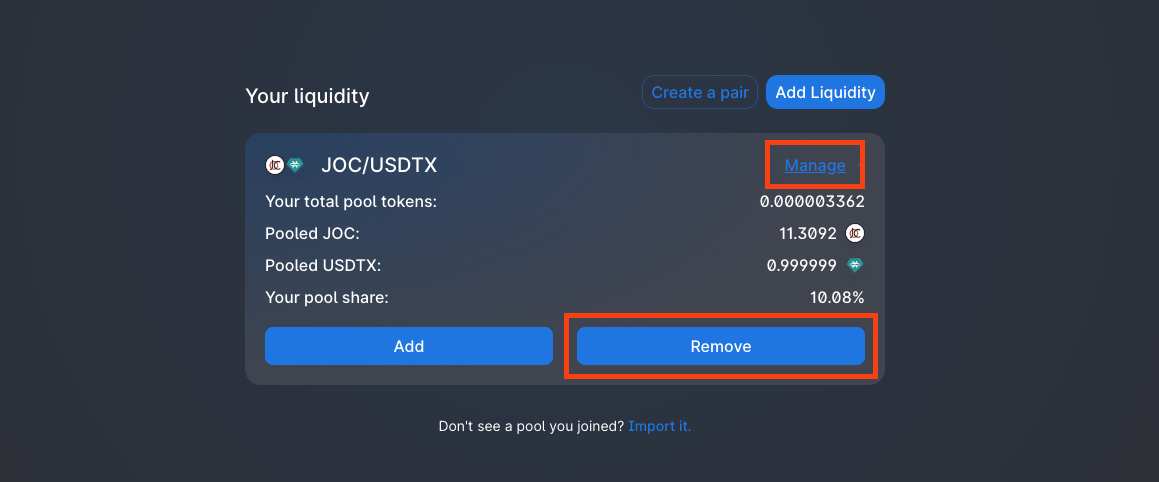 Your liquidity
Create a pair
Add Liquidity
JOC/USDTX
Manage
Your total pool tokens: 0.000003362
Pooled JOC: 11.3092
Pooled USDTX: 0.999999
Your pool share: 10.08%
Add
Remove
Don't see a pool you joined? Import it.